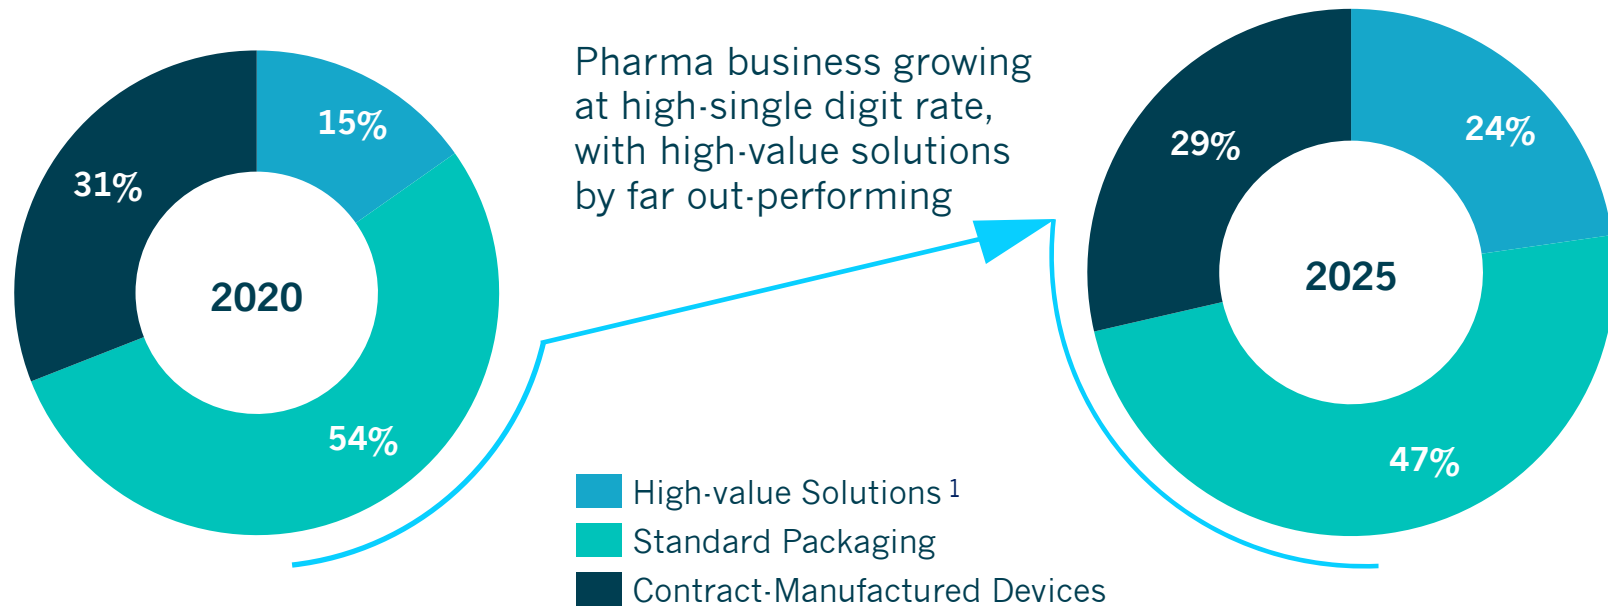 15%
31%
2020
54%
Pharma business growing
at high-single digit rate,
with high-value solutions
by far out-performing
24%
29%
2025
47%
High-value Solutions 1
Standard Packaging
Contract-Manufactured Devices